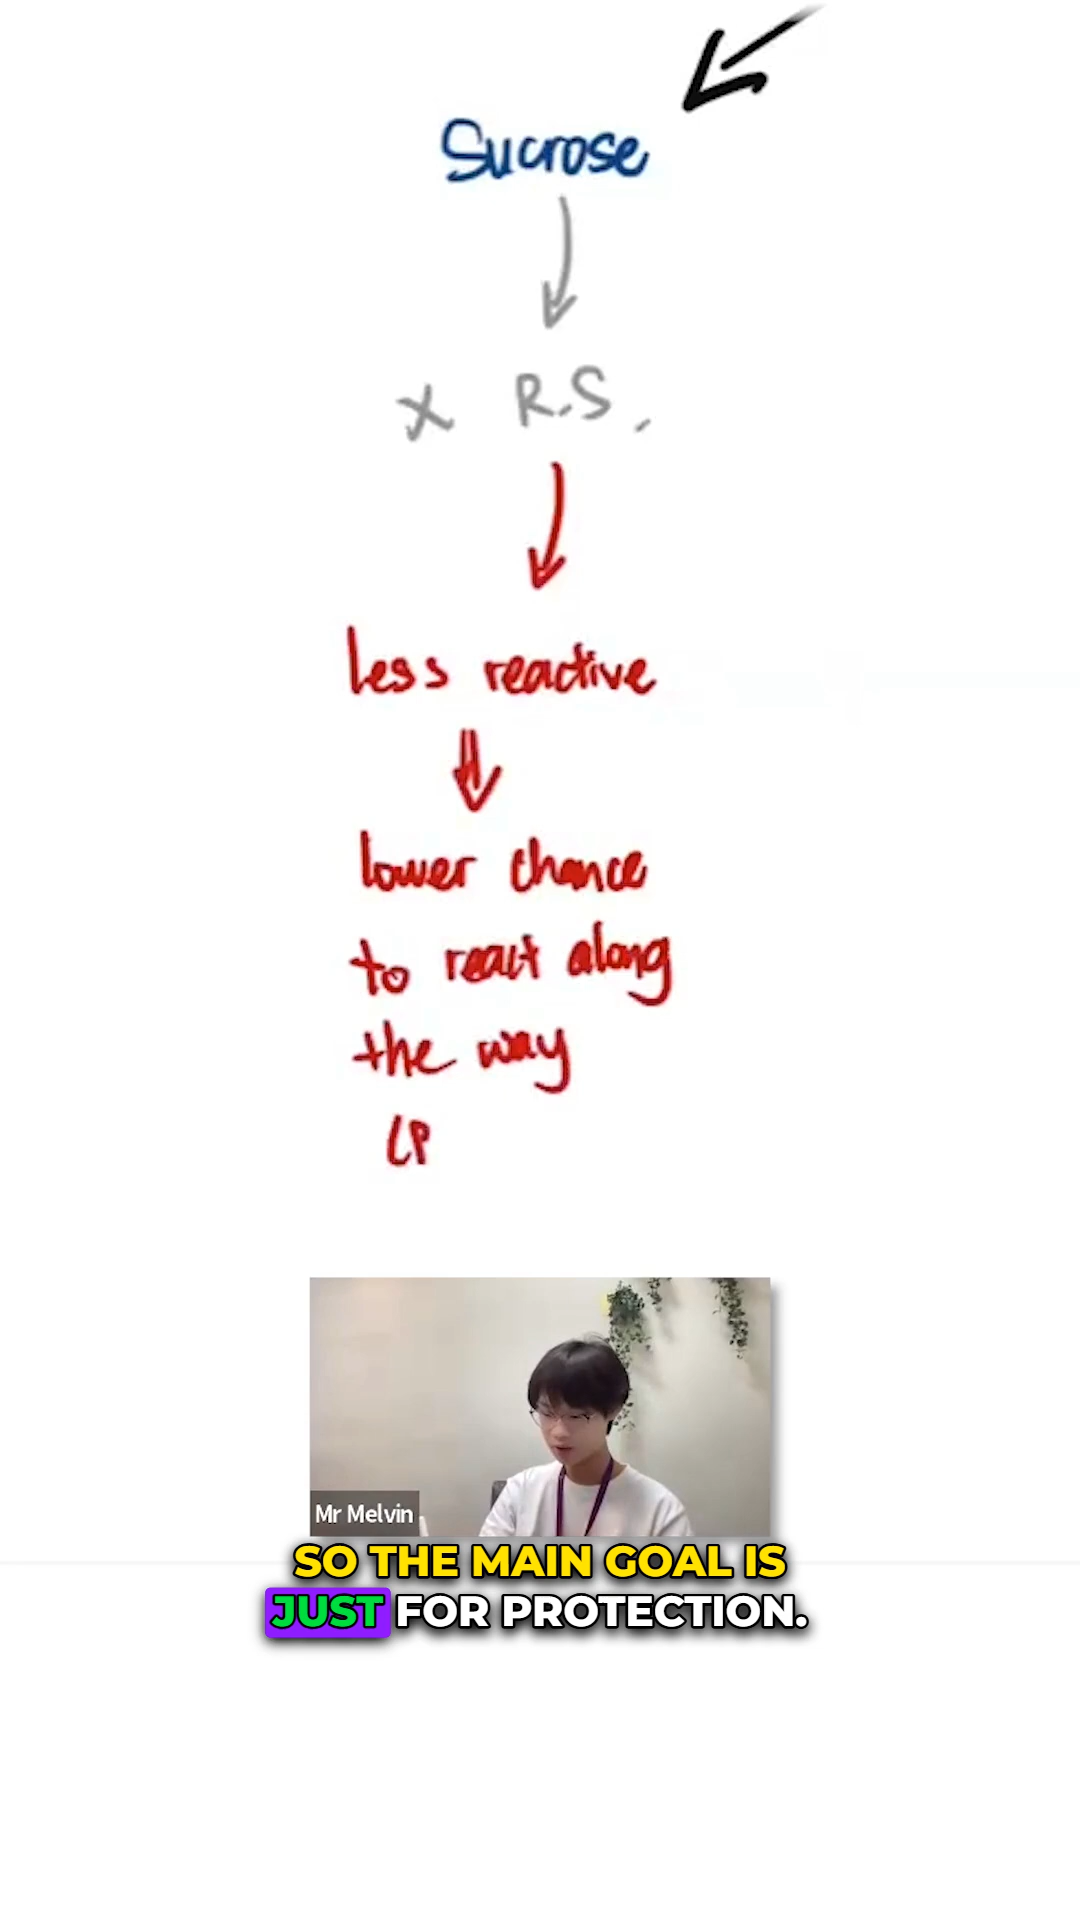 Sucrose
X R.S.
less reactive
lower chance
to react along
the way
(P
Mr Melvin
SO THE MAIN GOAL IS
JUST FOR PROTECTION.